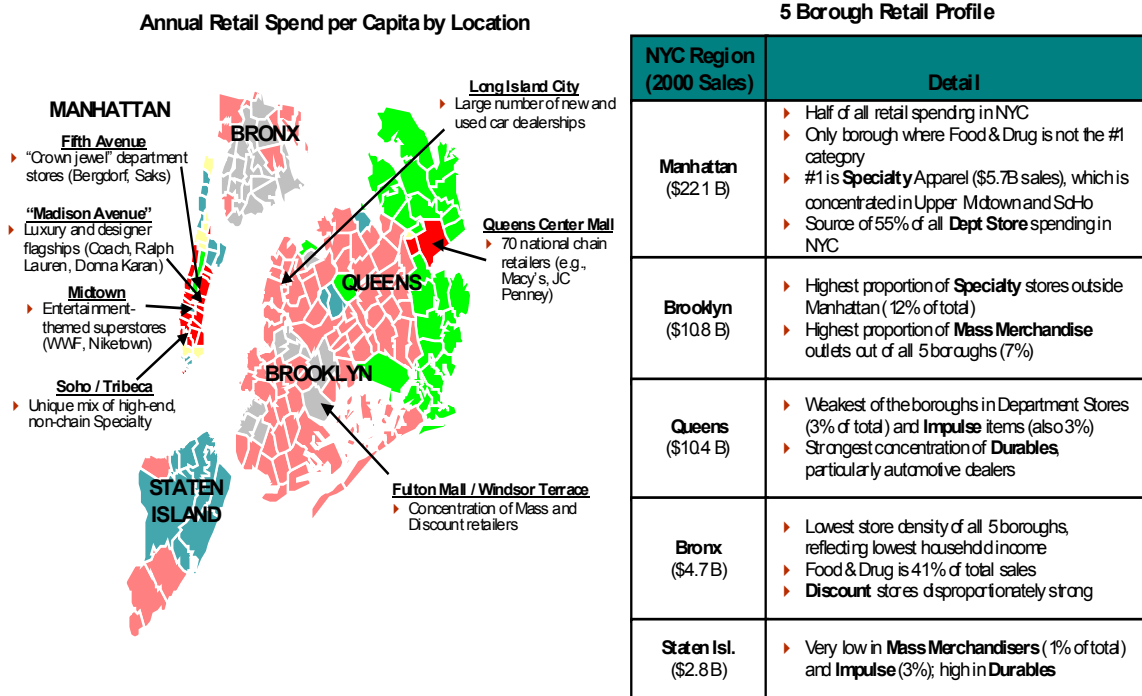 Annual Retail Spend per Capita by Location
MANHATTAN
Fifth Avenue
"Crown jewel" department
stores (Bergdorf, Saks)
"Madison Avenue"
Luxury and designer
flagships (Coach, Ralph
Lauren, Donna Karan)
Midtown
Entertainment-
themed superstores
(WWF, Niketown)
Soho / Tribeca
Unique mix of high-end,
non-chain Specialty
BRONX
Long Island City
Large number of new and
used car dealerships
Queens Center Mall
70 national chain
retailers (e.g.,
Macy's, JC
Penney)
QUEENS
BROOKLYN
STATEN
ISLAND
Fulton Mall / Windsor Terrace
Concentration of Mass and
Discount retailers
5 Borough Retail Profile
NYC Region
(2000 Sales)
Detail
Manhattan
($22.1 B)
Half of all retail spending in NYC
Only borough where Food & Drug is not the #1
category
#1 is Specialty Apparel ($5.7B sales), which is
concentrated in Upper Midtown and SoHo
Source of 55% of all Dept Store spending in
NYC
Brooklyn
($10.8 B)
Highest proportion of Specialty stores outside
Manhattan (12% of total)
Highest proportion of Mass Merchandise
outlets out of all 5 boroughs (7%)
Queens
($10.4 B)
Weakest of the boroughs in Department Stores
(3% of total) and Impulse items (also 3%)
Strongest concentration of Durables,
particularly automotive dealers
Bronx
($4.7 B)
Lowest store density of all 5 boroughs,
reflecting lowest household income
Food & Drug is 41% of total sales
Discount stores disproportionately strong
Staten Isl.
($2.8 B)
Very low in Mass Merchandisers (1% of total)
and Impulse (3%); high in Durables